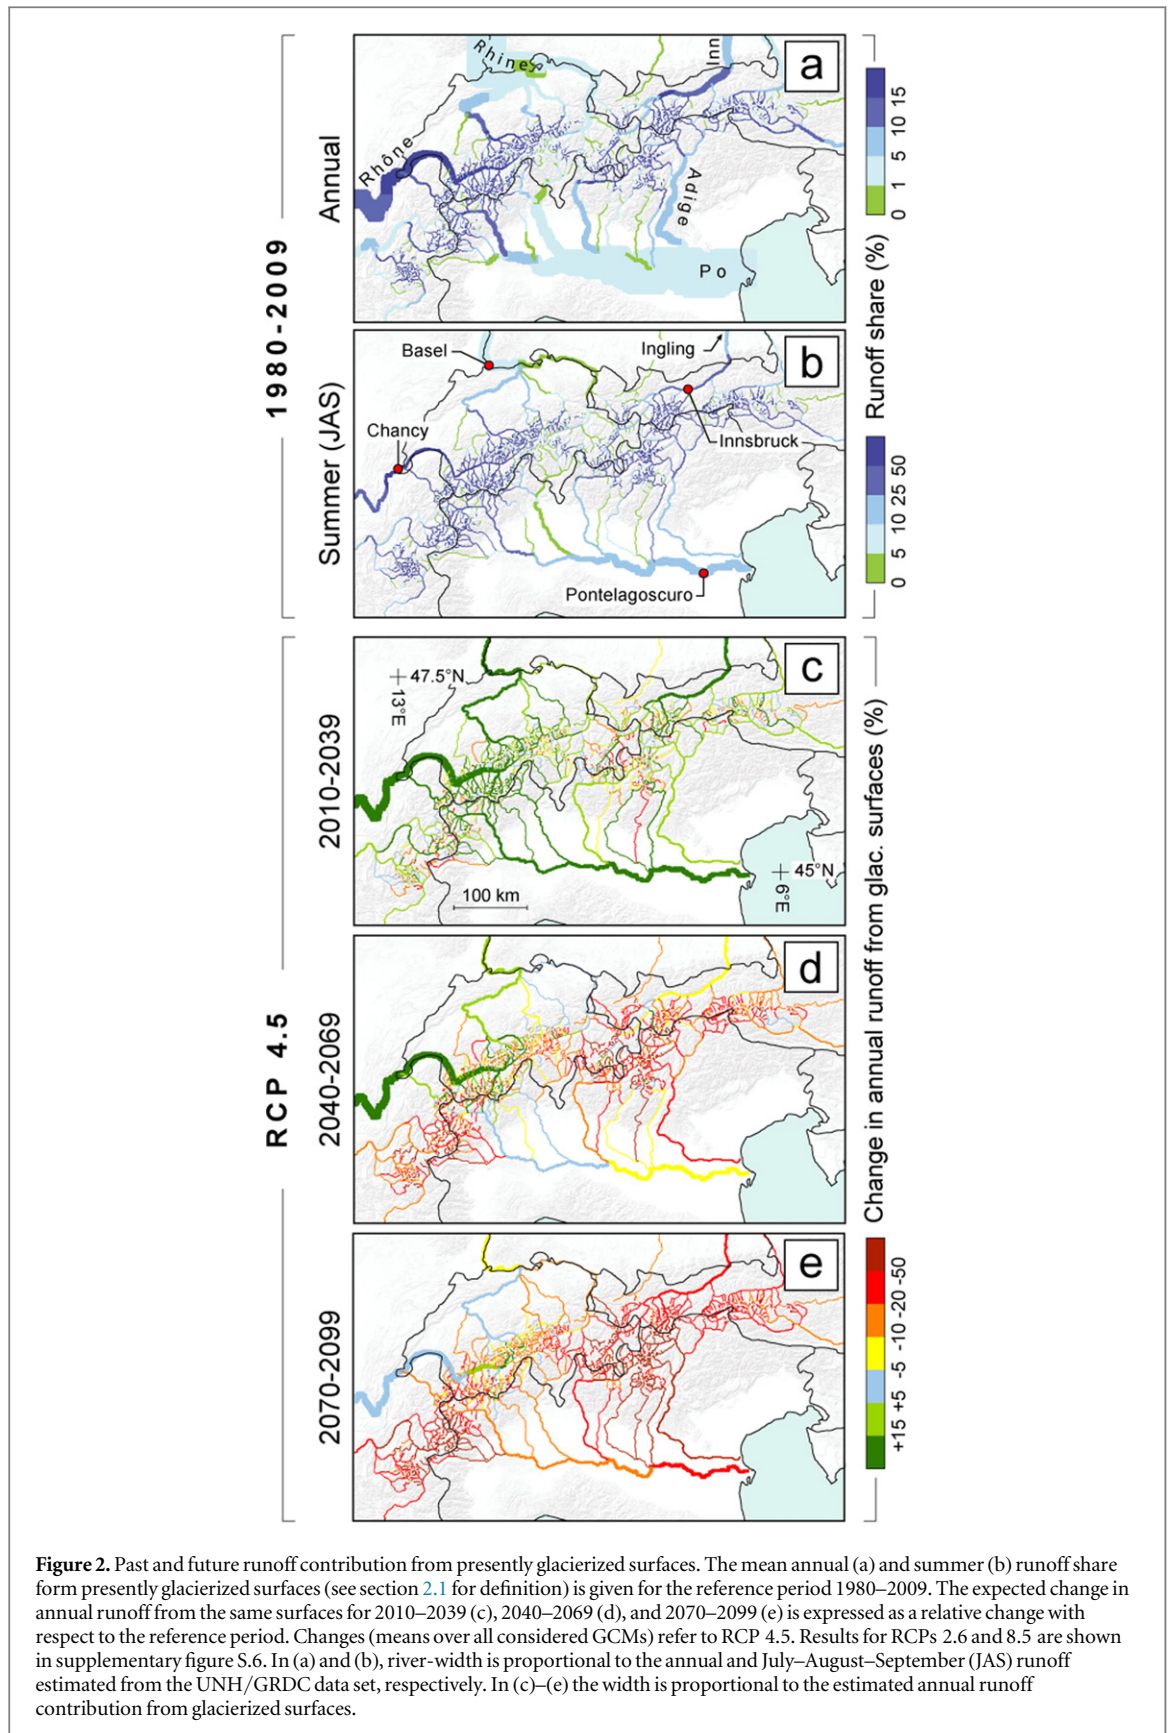 1980-2009
Annual
a
Rhine
Inn
Rhône
Adige
Po
Runoff share (%)
0 1 5 10 15
Summer (JAS)
b
Basel
Ingling
Chancy
Innsbruck
Pontelagoscuro
0 5 10 25 50
RCP 4.5
2010-2039
c
47.5°N
13°E
45°N
6°E
100 km
Change in annual runoff from glac. surfaces (%)
2040-2069
d
2070-2099
e
+15 +5 -5 -10 -20 -50
Figure 2. Past and future runoff contribution from presently glacierized surfaces. The mean annual (a) and summer (b) runoff share
form presently glacierized surfaces (see section 2.1 for definition) is given for the reference period 1980–2009. The expected change in
annual runoff from the same surfaces for 2010–2039 (c), 2040–2069 (d), and 2070–2099 (e) is expressed as a relative change with
respect to the reference period. Changes (means over all considered GCMs) refer to RCP 4.5. Results for RCPs 2.6 and 8.5 are shown
in supplementary figure S.6. In (a) and (b), river-width is proportional to the annual and July–August–September (JAS) runoff
estimated from the UNH/GRDC data set, respectively. In (c)–(e) the width is proportional to the estimated annual runoff
contribution from glacierized surfaces.